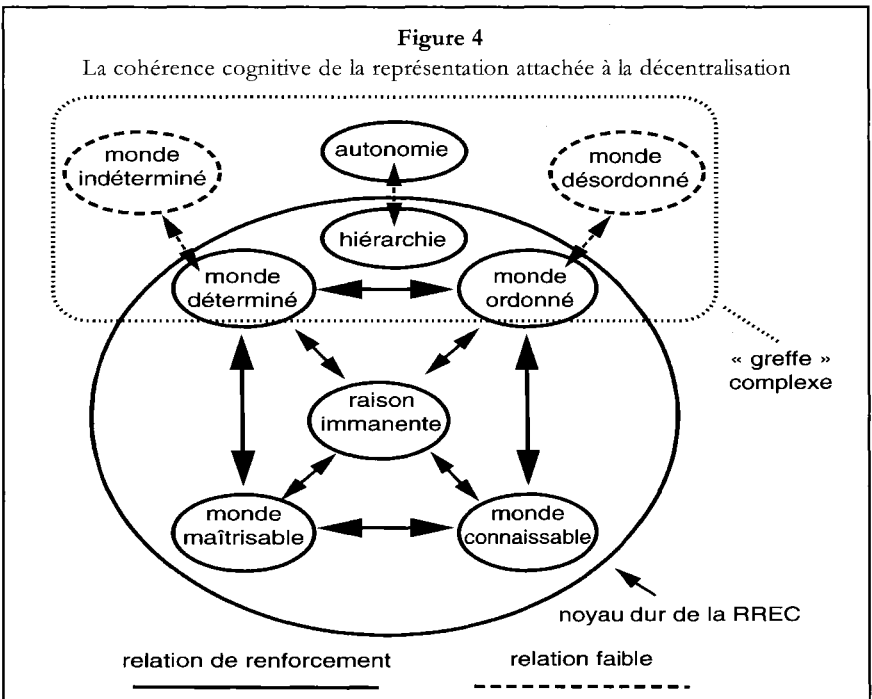 Figure 4
La cohérence cognitive de la représentation attachée à la décentralisation
monde
indéterminé
autonomie
monde
désordonné
hiérarchie
monde
déterminé
monde
ordonné
« greffe »
complexe
raison
immanente
monde
maîtrisable
monde
connaissable
noyau dur de la RREC
relation de renforcement
relation faible